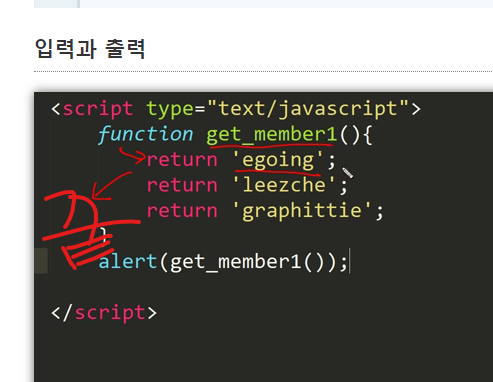 입력과 출력
<script type="text/javascript">
function get_member1(){
return 'egoing';
return 'leezche';
return 'graphittie';
}
끝
alert(get_member1());
</script>